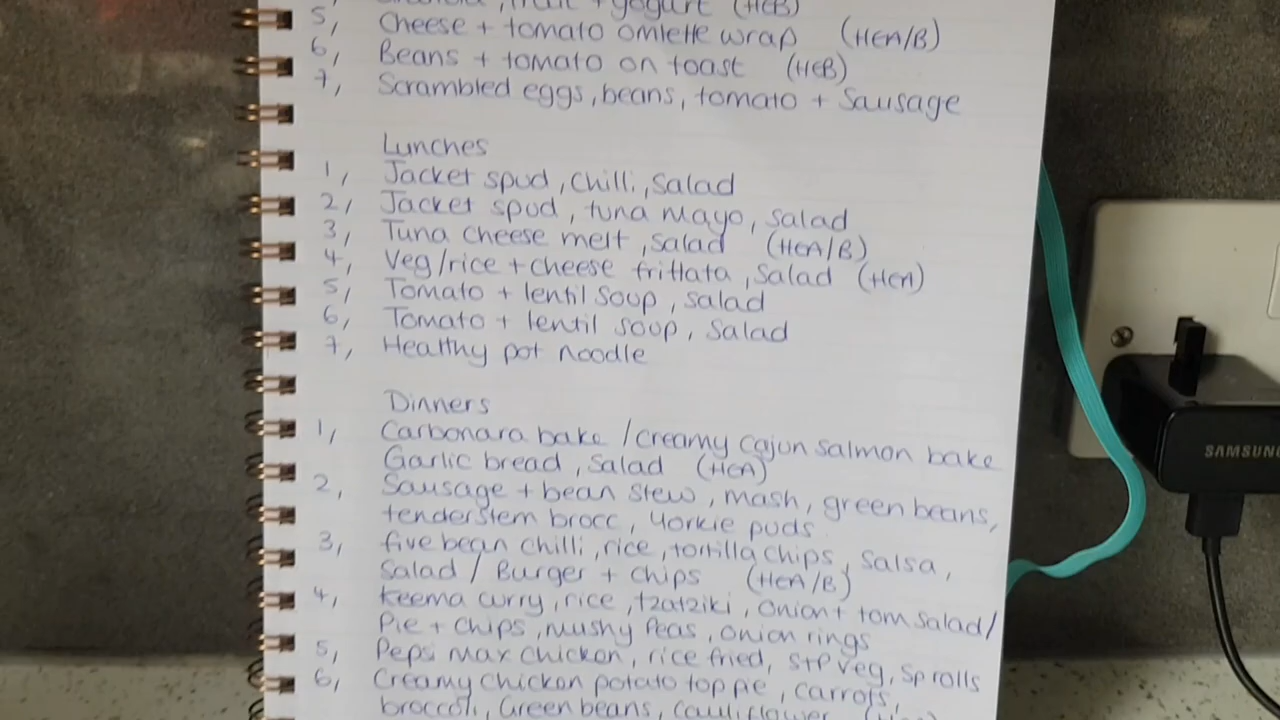 + yogurt (HEB)
5, Cheese + tomato omlette wrap (HEA/B)
6, Beans + tomato on toast (HEB)
7, Scrambled eggs, beans, tomato + Sausage
Lunches
1, Jacket spud, chilli, salad
2, Jacket spud, tuna mayo, salad
3, Tuna cheese melt, salad (HEA/B)
4, Veg/rice + cheese frittata, salad (HEA)
5, Tomato + lentil soup, salad
6, Tomato + lentil soup, salad
7, Healthy pot noodle
Dinners
1, Carbonara bake / creamy cajun salmon bake
Garlic bread, salad (HEA)
2, Sausage + bean stew, mash, green beans,
tenderstem brocc, yorkie puds
3, five bean chilli, rice, tortilla chips, salsa,
Salad / Burger + chips (HEA/B)
4, Keema curry, rice, tzatziki, onion + tom salad/
Pie + chips, mushy peas, onion rings
5, Pepsi max chicken, rice fried, S+P veg, sp rolls
6, Creamy chicken potato top pie, carrots,
broccoli, Green beans, cauliflower
SAMSUNG